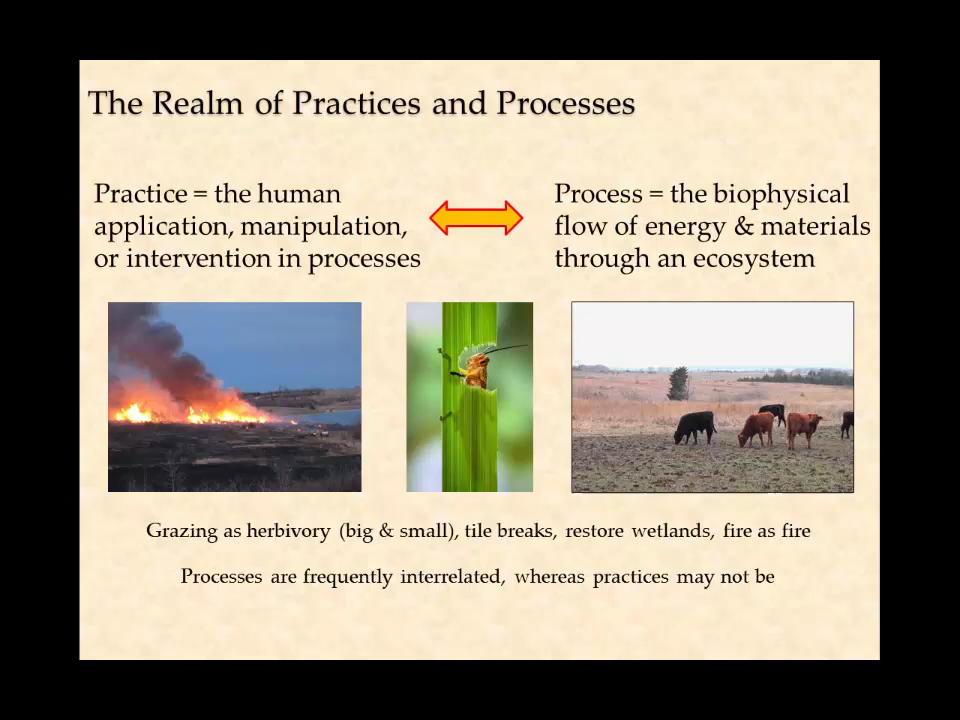 The Realm of Practices and Processes
Practice = the human
application, manipulation,
or intervention in processes
Process = the biophysical
flow of energy & materials
through an ecosystem
Grazing as herbivory (big & small), tile breaks, restore wetlands, fire as fire
Processes are frequently interrelated, whereas practices may not be